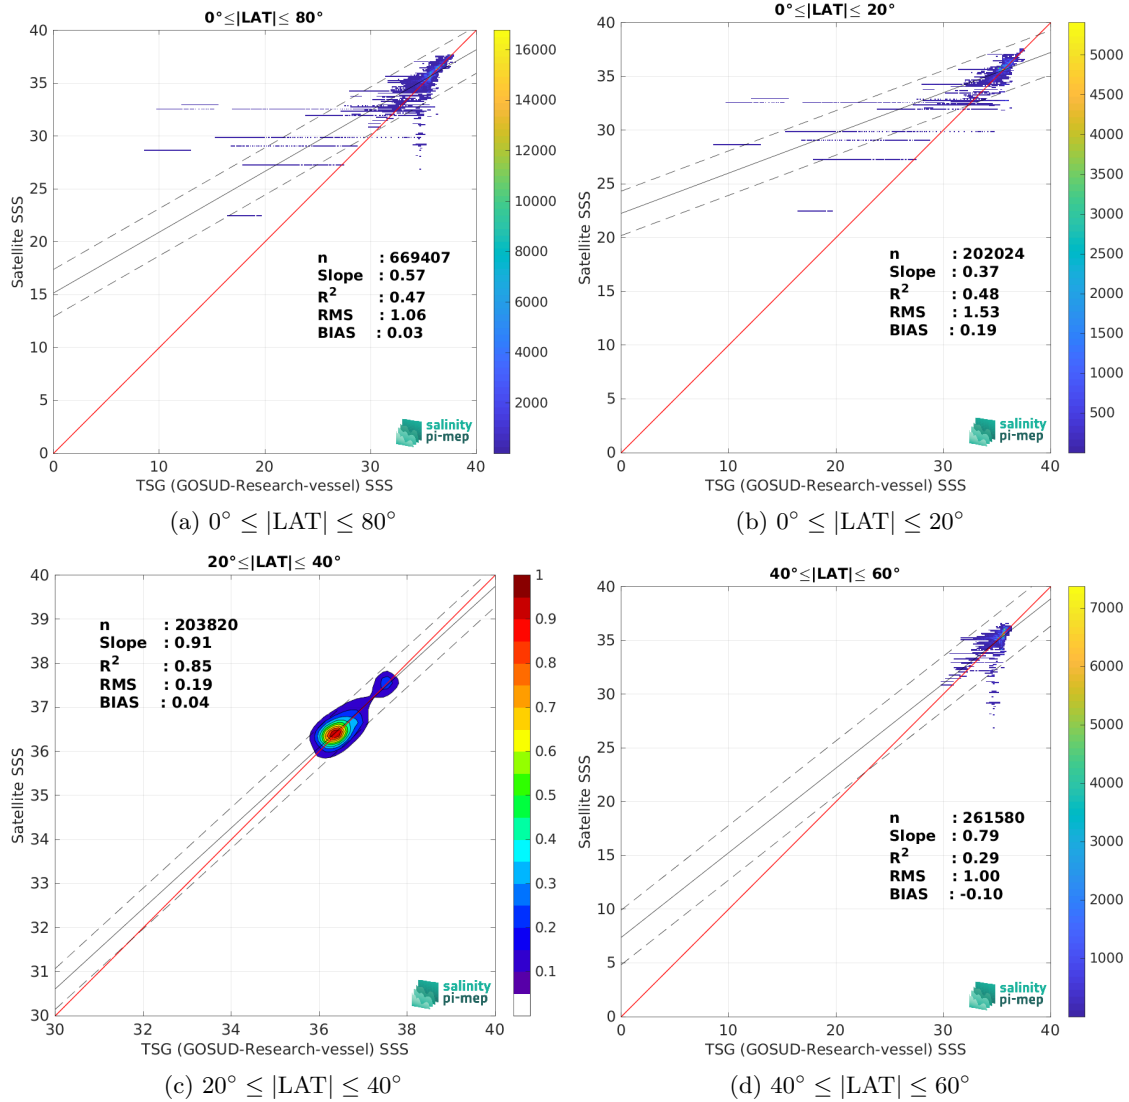 0°≤|LAT|≤ 80°
40
35
30
25
20
15
10
5
0
Satellite SSS
n : 669407
Slope : 0.57
R² : 0.47
RMS : 1.06
BIAS : 0.03
salinity
pi-mep
0 10 20 30 40
TSG (GOSUD-Research-vessel) SSS
16000
14000
12000
10000
8000
6000
4000
2000
(a) 0° ≤ |LAT| ≤ 80°
0°≤|LAT|≤ 20°
40
35
30
25
20
15
10
5
0
Satellite SSS
n : 202024
Slope : 0.37
R² : 0.48
RMS : 1.53
BIAS : 0.19
salinity
pi-mep
0 10 20 30 40
TSG (GOSUD-Research-vessel) SSS
5000
4500
4000
3500
3000
2500
2000
1500
1000
500
(b) 0° ≤ |LAT| ≤ 20°
20°≤|LAT|≤ 40°
40
39
38
37
36
35
34
33
32
31
30
Satellite SSS
n : 203820
Slope : 0.91
R² : 0.85
RMS : 0.19
BIAS : 0.04
salinity
pi-mep
30 32 34 36 38 40
TSG (GOSUD-Research-vessel) SSS
1
0.9
0.8
0.7
0.6
0.5
0.4
0.3
0.2
0.1
(c) 20° ≤ |LAT| ≤ 40°
40°≤|LAT|≤ 60°
40
35
30
25
20
15
10
5
0
Satellite SSS
n : 261580
Slope : 0.79
R² : 0.29
RMS : 1.00
BIAS : -0.10
salinity
pi-mep
0 10 20 30 40
TSG (GOSUD-Research-vessel) SSS
7000
6000
5000
4000
3000
2000
1000
(d) 40° ≤ |LAT| ≤ 60°